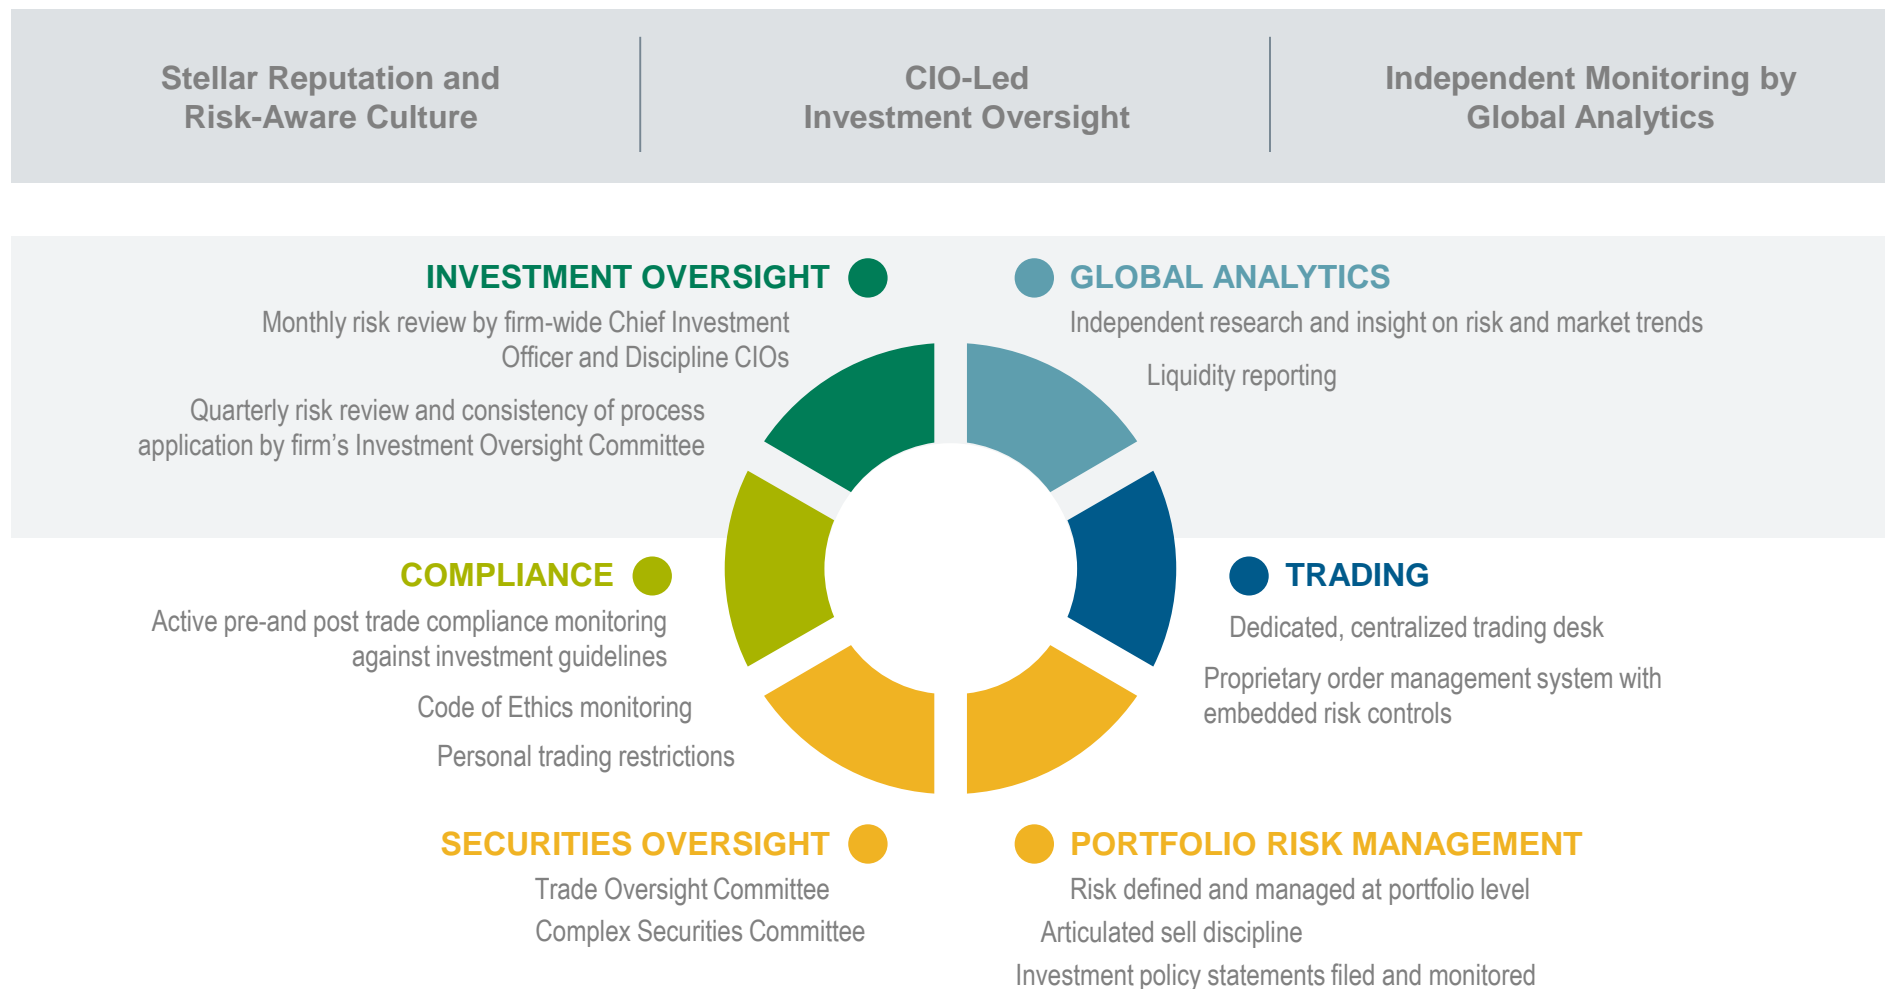 Stellar Reputation and
Risk-Aware Culture
CIO-Led
Investment Oversight
Independent Monitoring by
Global Analytics
INVESTMENT OVERSIGHT
Monthly risk review by firm-wide Chief Investment
Officer and Discipline CIOs
Quarterly risk review and consistency of process
application by firm’s Investment Oversight Committee
GLOBAL ANALYTICS
Independent research and insight on risk and market trends
Liquidity reporting
COMPLIANCE
Active pre-and post trade compliance monitoring
against investment guidelines
Code of Ethics monitoring
Personal trading restrictions
TRADING
Dedicated, centralized trading desk
Proprietary order management system with
embedded risk controls
SECURITIES OVERSIGHT
Trade Oversight Committee
Complex Securities Committee
PORTFOLIO RISK MANAGEMENT
Risk defined and managed at portfolio level
Articulated sell discipline
Investment policy statements filed and monitored